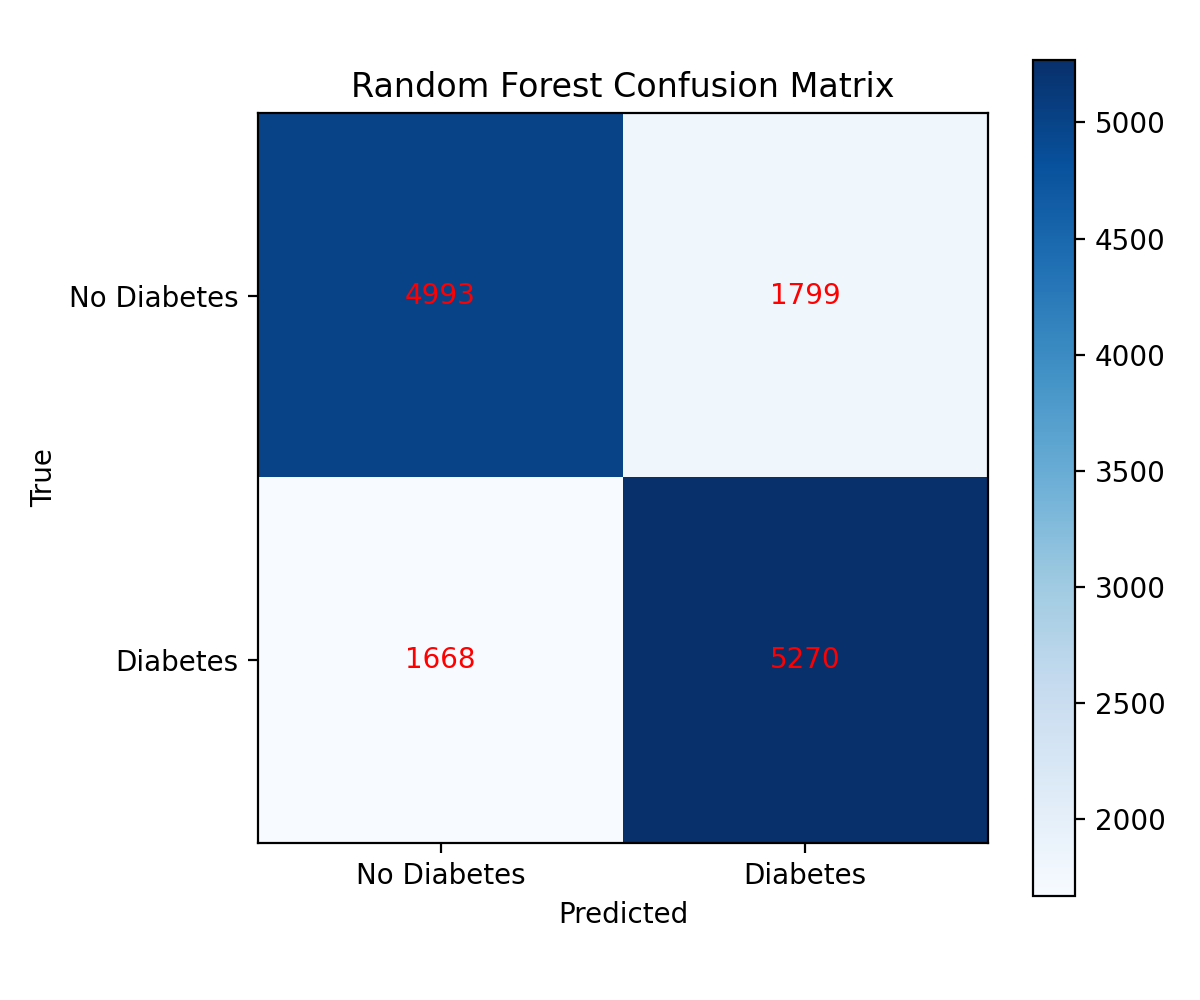 Random Forest Confusion Matrix
True
No Diabetes
Diabetes
4993
1799
1668
5270
No Diabetes
Diabetes
Predicted
5000
4500
4000
3500
3000
2500
2000